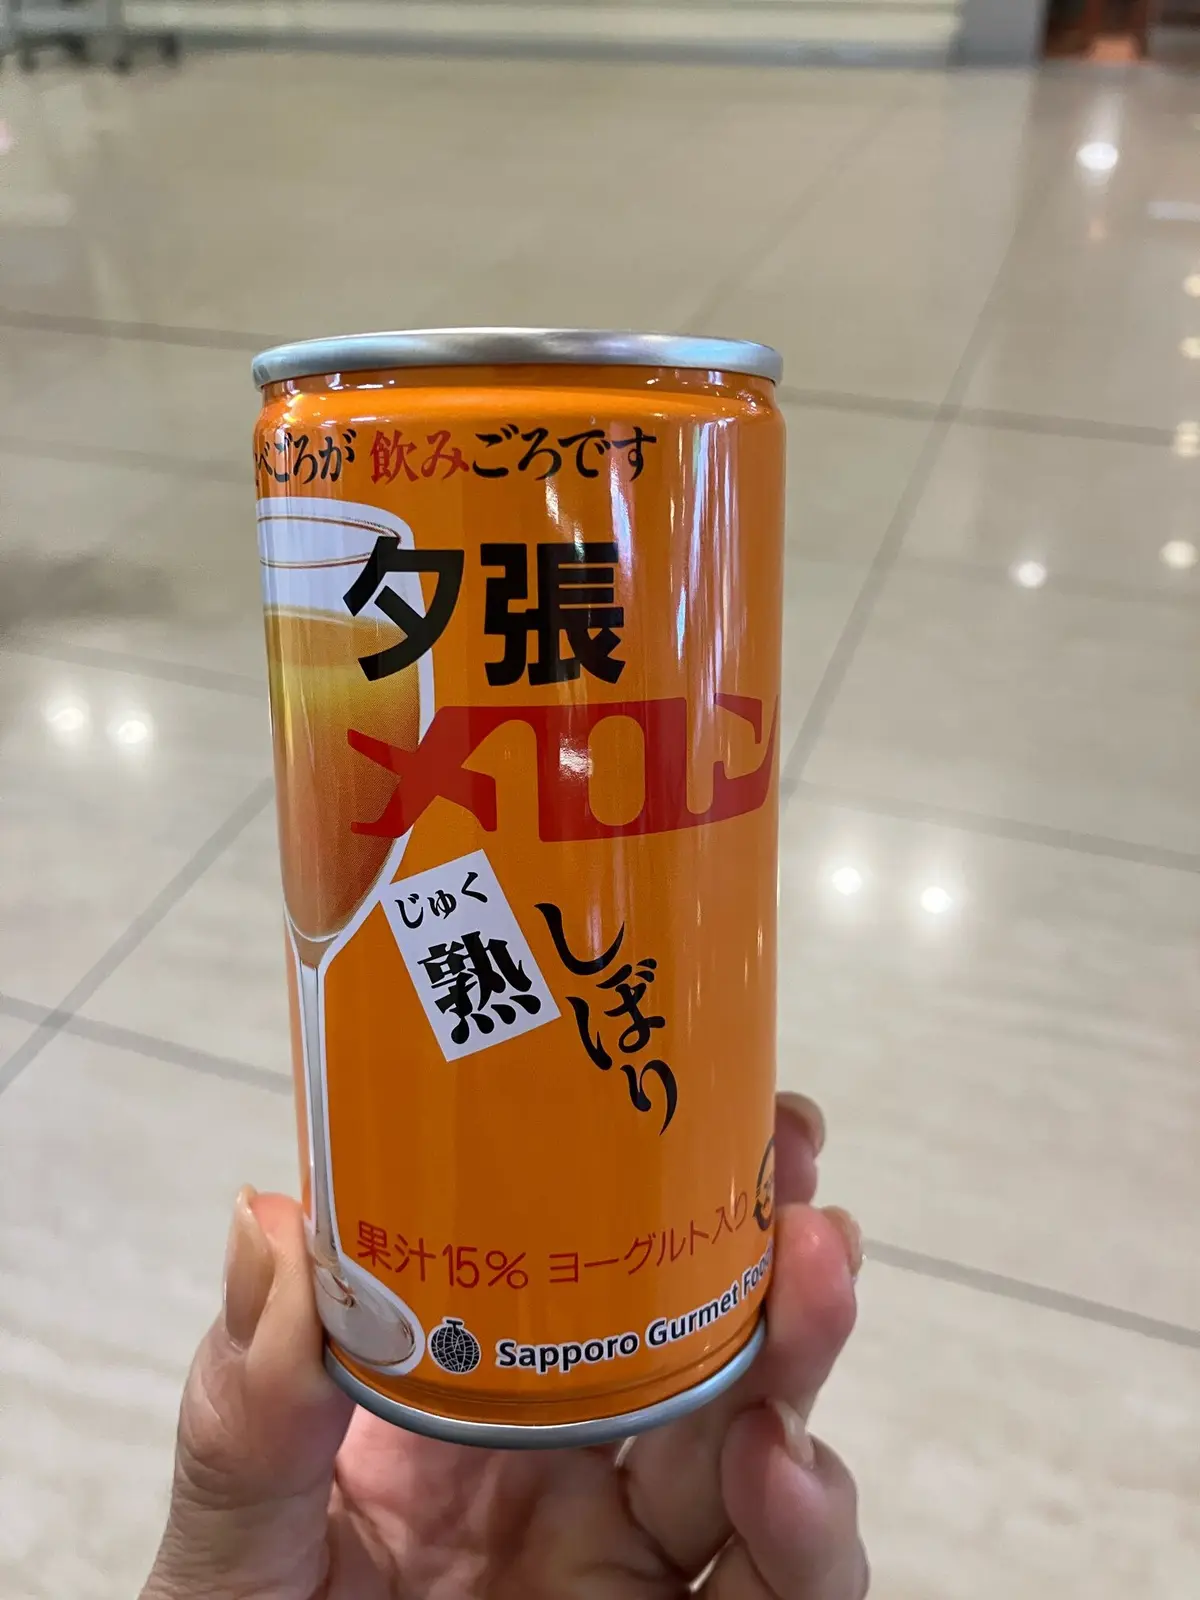 べごろが 飲みごろです
夕張
メロン
じゅく
熟
しぼり
果汁15% ヨーグルト入り
Sapporo Gurmet